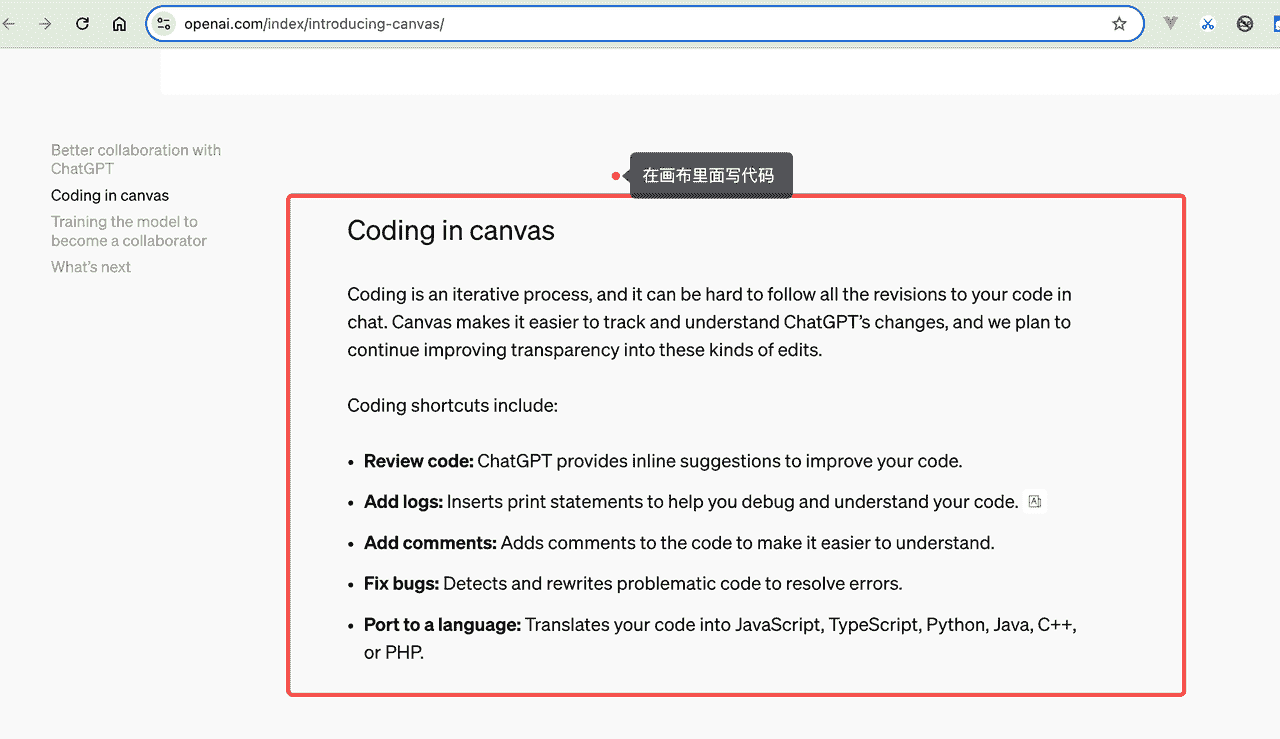 openai.com/index/introducing-canvas/
Better collaboration with
ChatGPT
Coding in canvas
Training the model to
become a collaborator
What's next
在画布里面写代码
Coding in canvas
Coding is an iterative process, and it can be hard to follow all the revisions to your code in
chat. Canvas makes it easier to track and understand ChatGPT's changes, and we plan to
continue improving transparency into these kinds of edits.
Coding shortcuts include:
• Review code: ChatGPT provides inline suggestions to improve your code.
• Add logs: Inserts print statements to help you debug and understand your code.
• Add comments: Adds comments to the code to make it easier to understand.
• Fix bugs: Detects and rewrites problematic code to resolve errors.
• Port to a language: Translates your code into JavaScript, TypeScript, Python, Java, C++,
or PHP.